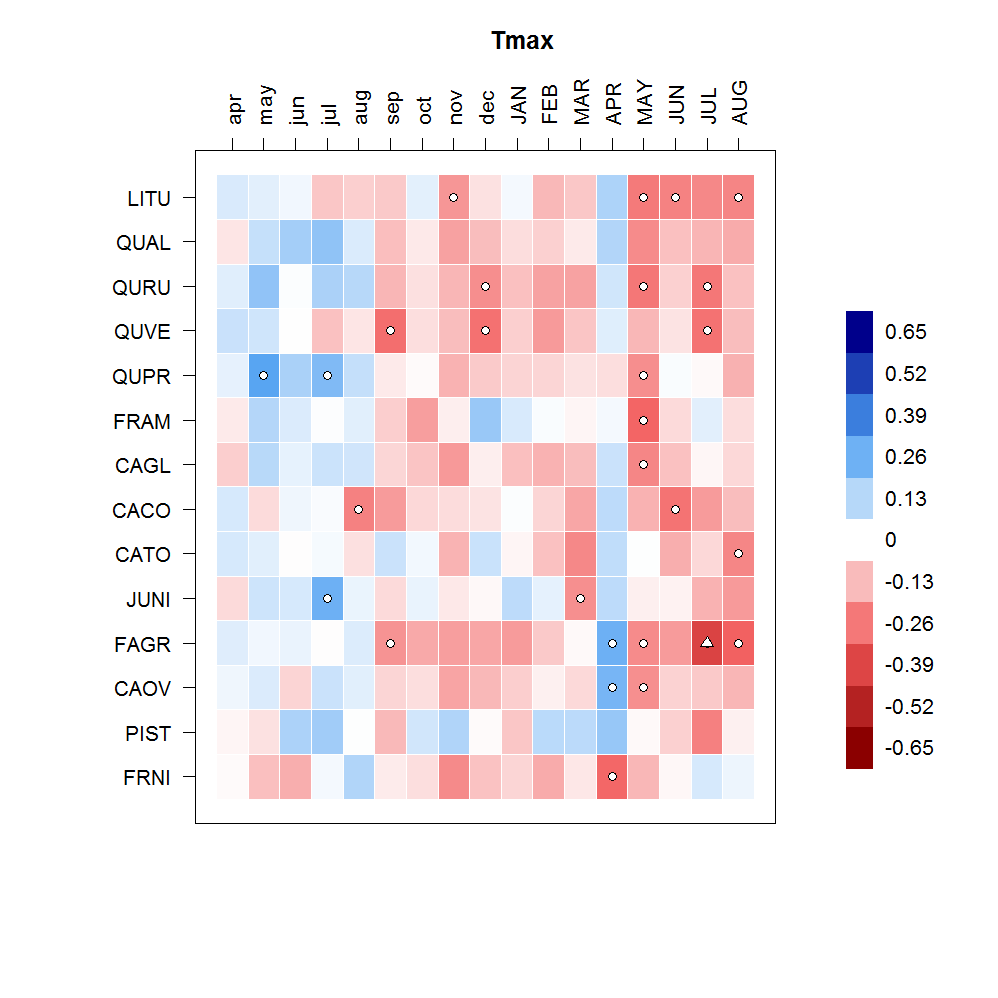 Tmax
apr may jun jul aug sep oct nov dec JAN FEB MAR APR MAY JUN JUL AUG
LITU
QUAL
QURU
QUVE
QUPR
FRAM
CAGL
CACO
CATO
JUNI
FAGR
CAOV
PIST
FRNI
0.65
0.52
0.39
0.26
0.13
0
-0.13
-0.26
-0.39
-0.52
-0.65